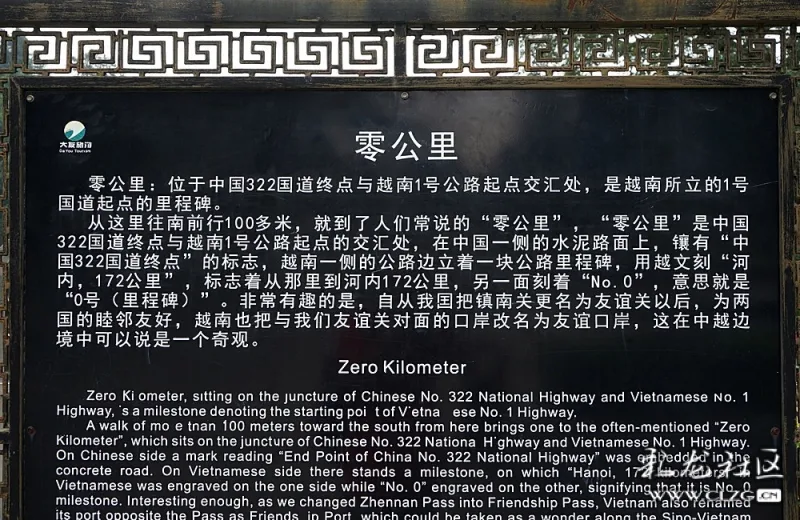 大友旅游
DaYou Tourism
零公里
零公里：位于中国322国道终点与越南1号公路起点交汇处，是越南所立的1号
国道起点的里程碑。
从这里往南前行100多米，就到了人们常说的“零公里”，“零公里”是中国
322国道终点与越南1号公路起点的交汇处，在中国一侧的水泥路面上，镶有“中
国322国道终点”的标志，越南一侧的公路边立着一块公路里程碑，用越文刻“河
内，172公里”，标志着从那里到河内172公里，另一面刻着“No.0”，意思就是
“0号（里程碑）”。非常有趣的是，自从我国把镇南关更名为友谊关以后，为两
国的睦邻友好，越南也把与我们友谊关对面的口岸改名为友谊口岸，这在中越边
境中可以说是一个奇观。
Zero Kilometer
Zero Ki ometer, sitting on the juncture of Chinese No. 322 National Highway and Vietnamese No. 1
Highway, 's a milestone denoting the starting poi t of V'etna ese No. 1 Highway.
A walk of mo e tnan 100 meters toward the south from here brings one to the often-mentioned “Zero
Kilometer”, which sits on the juncture of Chinese No. 322 Nationa H'ghway and Vietnamese No. 1 Highway.
On Chinese side a mark reading “End Point of China No. 322 National Highway” was embedded in the
concrete road. On Vietnamese side there stands a milestone, on which “Hanoi, 172 kilometers” in
Vietnamese was engraved on the one side while “No. 0” engraved on the other, signifying that it is No. 0
milestone. Interesting enough, as we changed Zhennan Pass into Friendship Pass, Vietnam also renamed
its port opposite the Pass as Friends ip Port, which could be taken as a wonder along the Sino-Vietnam
社区
www.clzg.cn